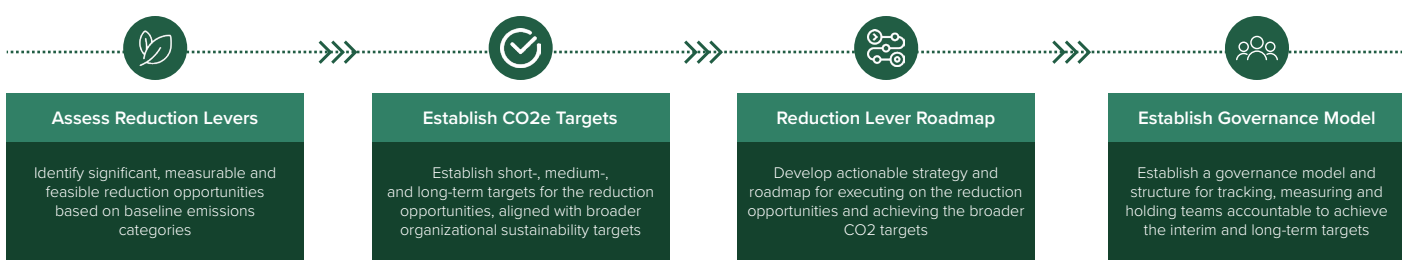 Assess Reduction Levers
Identify significant, measurable and
feasible reduction opportunities
based on baseline emissions
categories
Establish CO2e Targets
Establish short-, medium-,
and long-term targets for the reduction
opportunities, aligned with broader
organizational sustainability targets
Reduction Lever Roadmap
Develop actionable strategy and
roadmap for executing on the reduction
opportunities and achieving the broader
CO2 targets
Establish Governance Model
Establish a governance model and
structure for tracking, measuring and
holding teams accountable to achieve
the interim and long-term targets